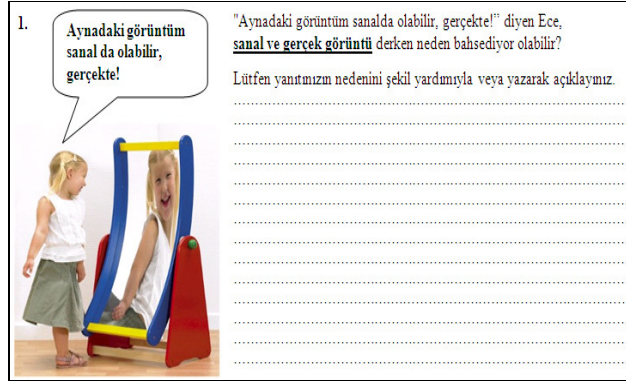 1.
Aynadaki görüntüm
sanal da olabilir,
gerçekte!
"Aynadaki görüntüm sanalda olabilir, gerçekte!” diyen Ece,
sanal ve gerçek görüntü derken neden bahsediyor olabilir?
Lütfen yanıtınızın nedenini şekil yardımıyla veya yazarak açıklayınız.